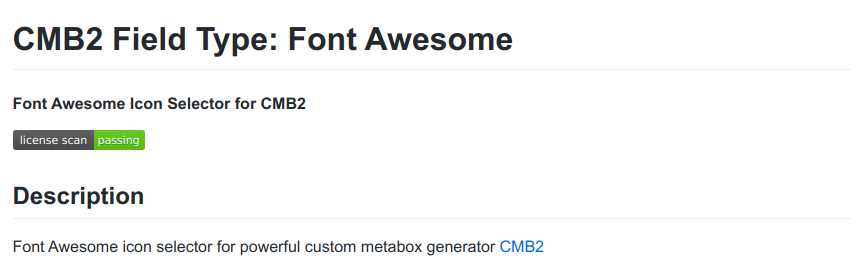 CMB2 Field Type: Font Awesome
Font Awesome Icon Selector for CMB2
license scan passing
Description
Font Awesome icon selector for powerful custom metabox generator CMB2